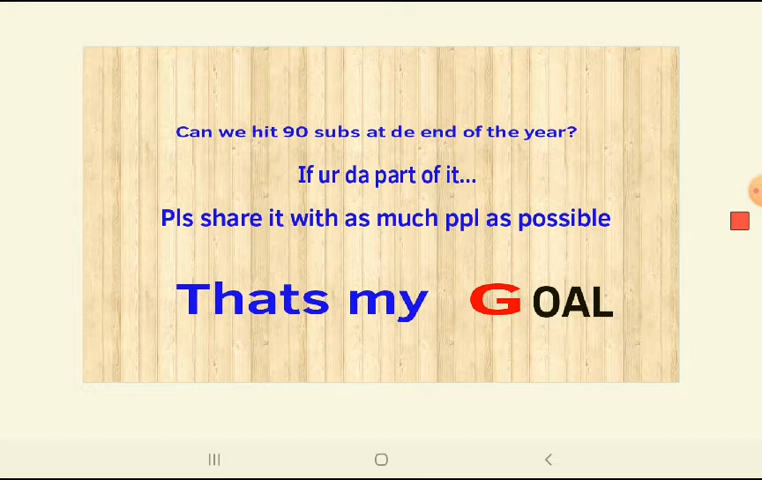 Can we hit 90 subs at de end of the year?
If ur da part of it...
Pls share it with as much ppl as possible
Thats my GOAL